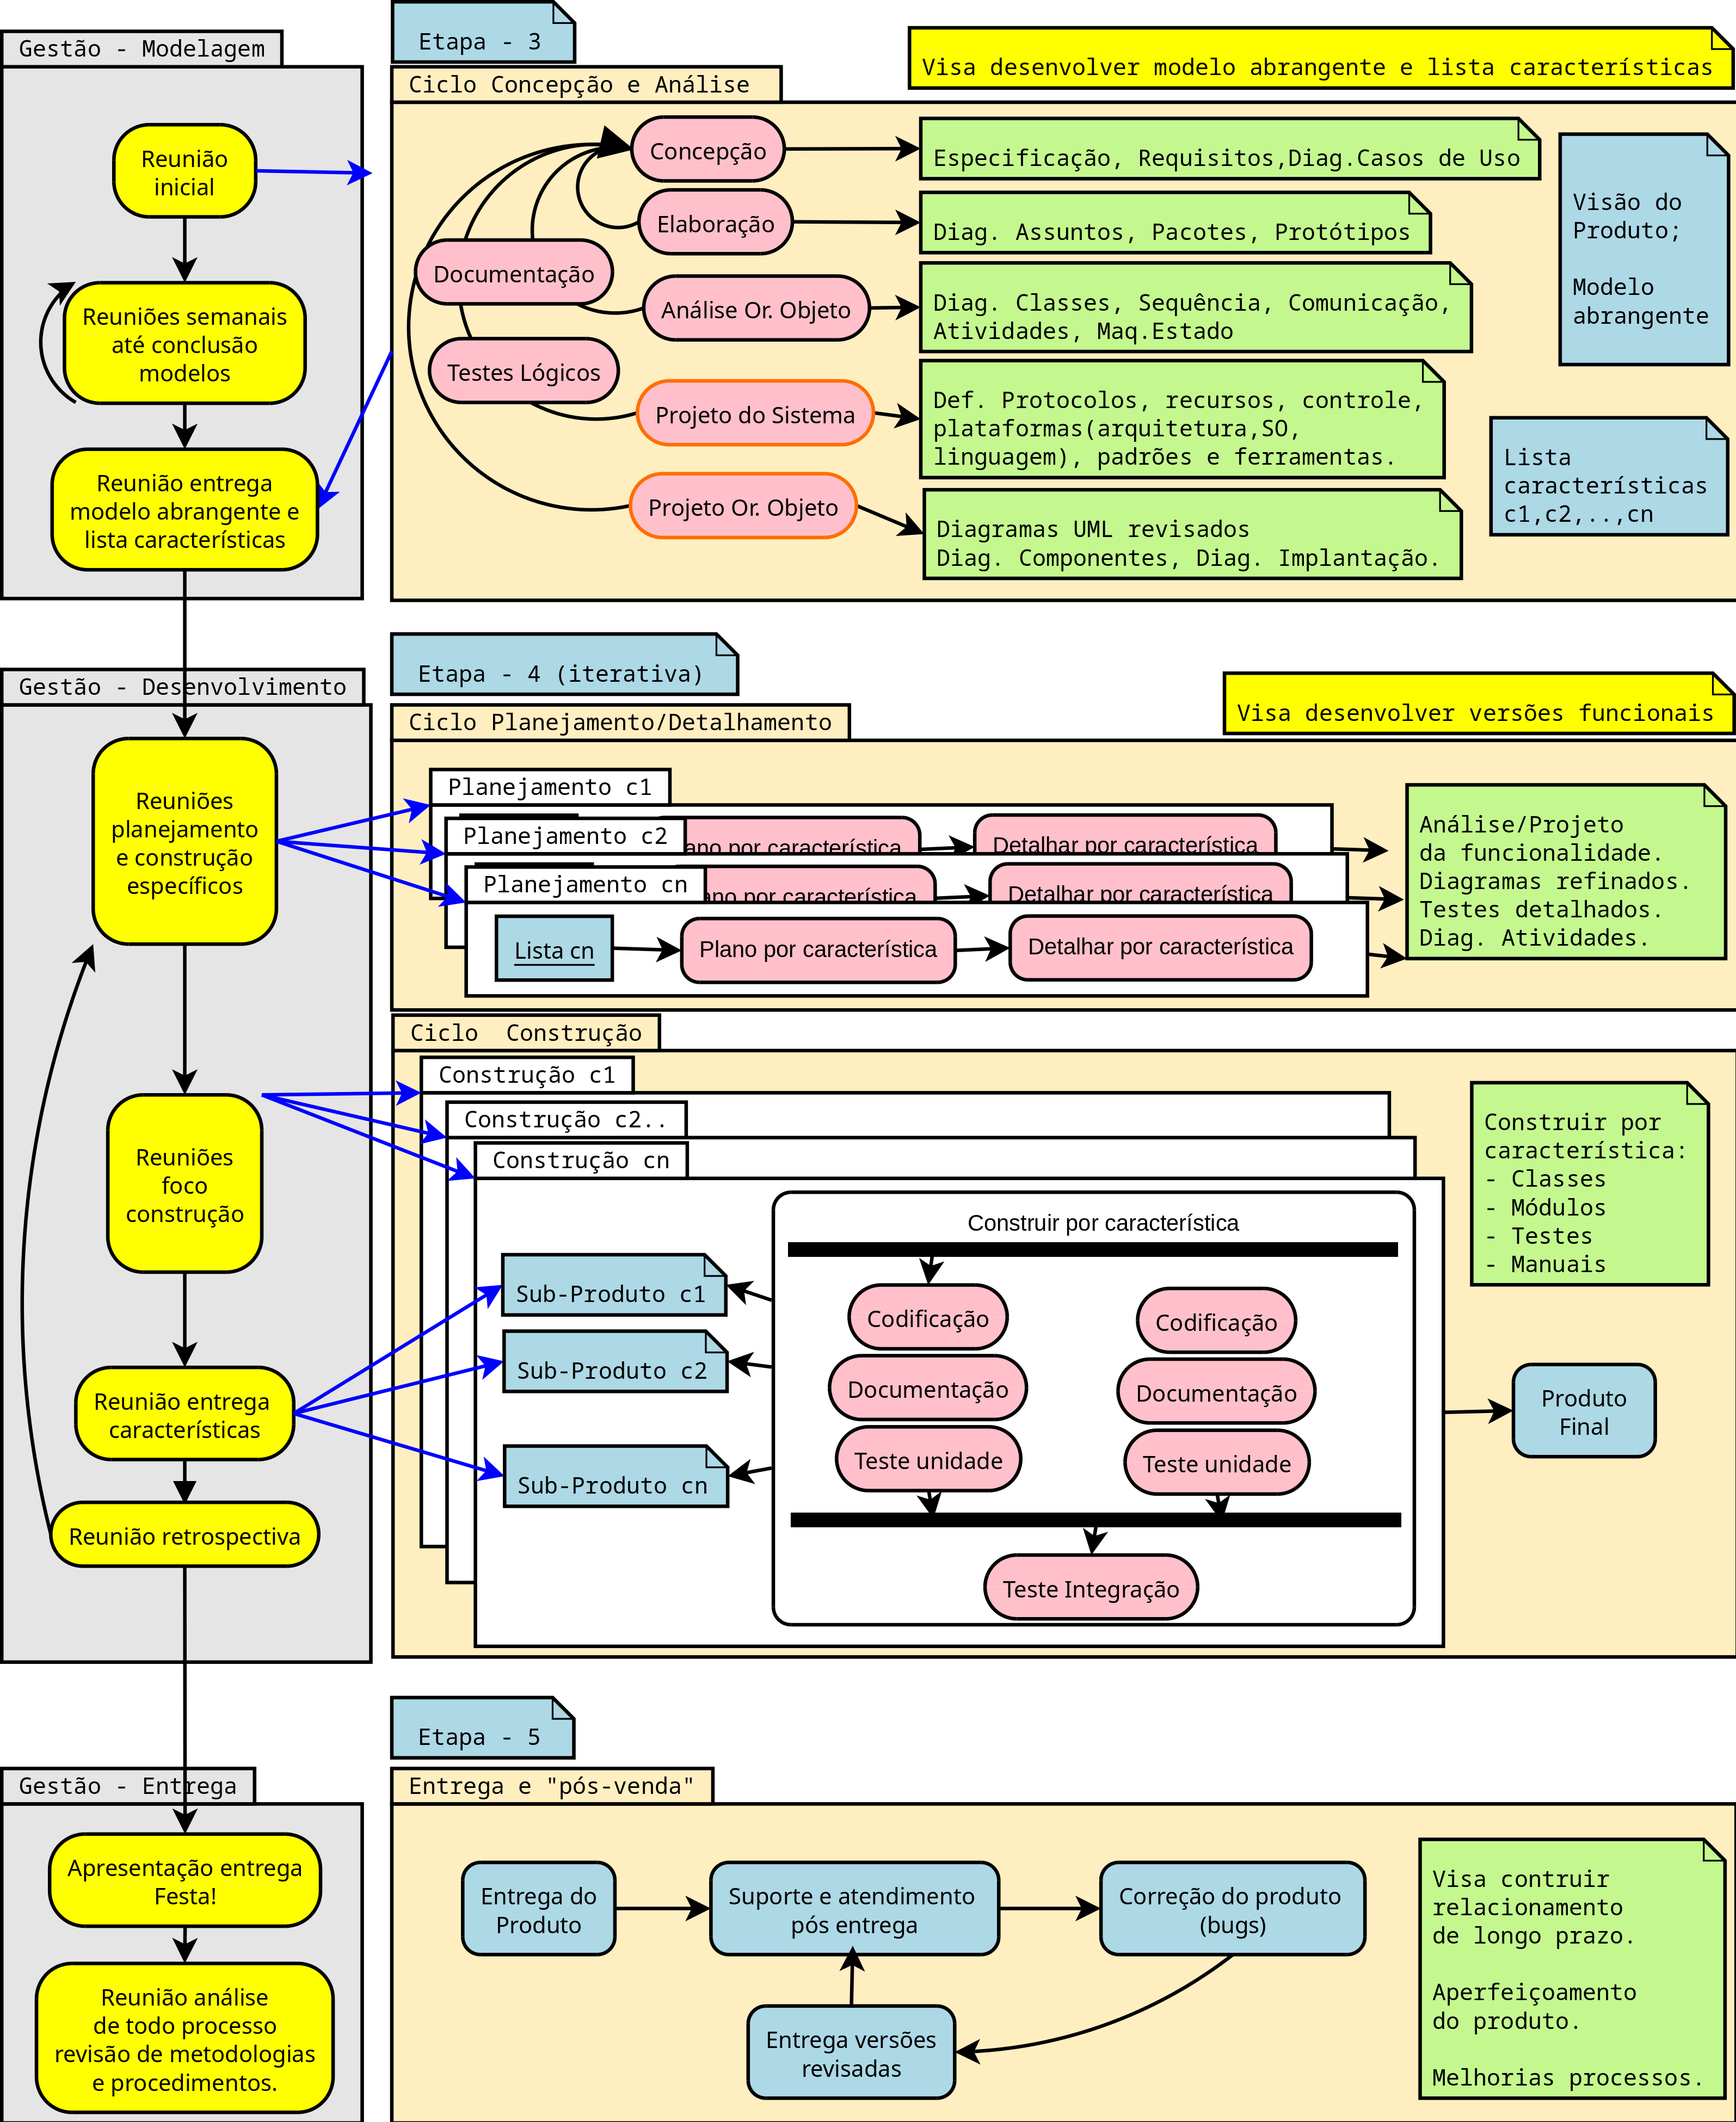 Etapa - 3
Gestão - Modelagem
Visa desenvolver modelo abrangente e lista características
Ciclo Concepção e Análise
Reunião
inicial
Reuniões semanais
até conclusão
modelos
Reunião entrega
modelo abrangente e
lista características
Concepção
Especificação, Requisitos,Diag.Casos de Uso
Elaboração
Diag. Assuntos, Pacotes, Protótipos
Documentação
Análise Or. Objeto
Diag. Classes, Sequência, Comunicação,
Atividades, Maq.Estado
Testes Lógicos
Projeto do Sistema
Def. Protocolos, recursos, controle,
plataformas(arquitetura,SO,
linguagem), padrões e ferramentas.
Projeto Or. Objeto
Diagramas UML revisados
Diag. Componentes, Diag. Implantação.
Visão do
Produto;
Modelo
abrangente
Lista
características
c1,c2,..,cn
Etapa - 4 (iterativa)
Gestão - Desenvolvimento
Visa desenvolver versões funcionais
Ciclo Planejamento/Detalhamento
Reuniões
planejamento
e construção
específicos
Planejamento c1
Planejamento c2
ano por característica
Detalhar por característica
Planejamento cn
ano por característica
Detalhar por característica
Lista cn
Plano por característica
Detalhar por característica
Análise/Projeto
da funcionalidade.
Diagramas refinados.
Testes detalhados.
Diag. Atividades.
Ciclo  Construção
Reuniões
foco
construção
Construção c1
Construção c2..
Construção cn
Construir por característica
Construir por
característica:
- Classes
- Módulos
- Testes
- Manuais
Sub-Produto c1
Sub-Produto c2
Sub-Produto cn
Codificação
Documentação
Teste unidade
Codificação
Documentação
Teste unidade
Teste Integração
Produto
Final
Reunião entrega
características
Reunião retrospectiva
Etapa - 5
Gestão - Entrega
Entrega e "pós-venda"
Apresentação entrega
Festa!
Reunião análise
de todo processo
revisão de metodologias
e procedimentos.
Entrega do
Produto
Suporte e atendimento
pós entrega
Correção do produto
(bugs)
Entrega versões
revisadas
Visa contruir
relacionamento
de longo prazo.
Aperfeiçoamento
do produto.
Melhorias processos.